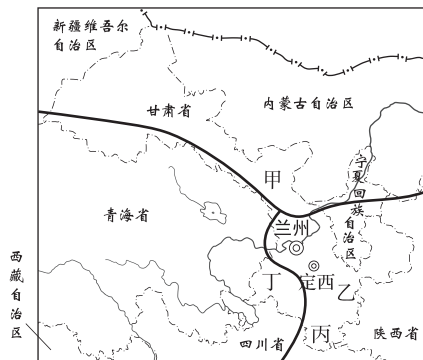 新疆维吾尔
自治区
甘肃省
内蒙古自治区
甲
宁夏回族自治区
青海省
兰州
西藏自治区
丁
定西
乙
四川省
丙
陕西省